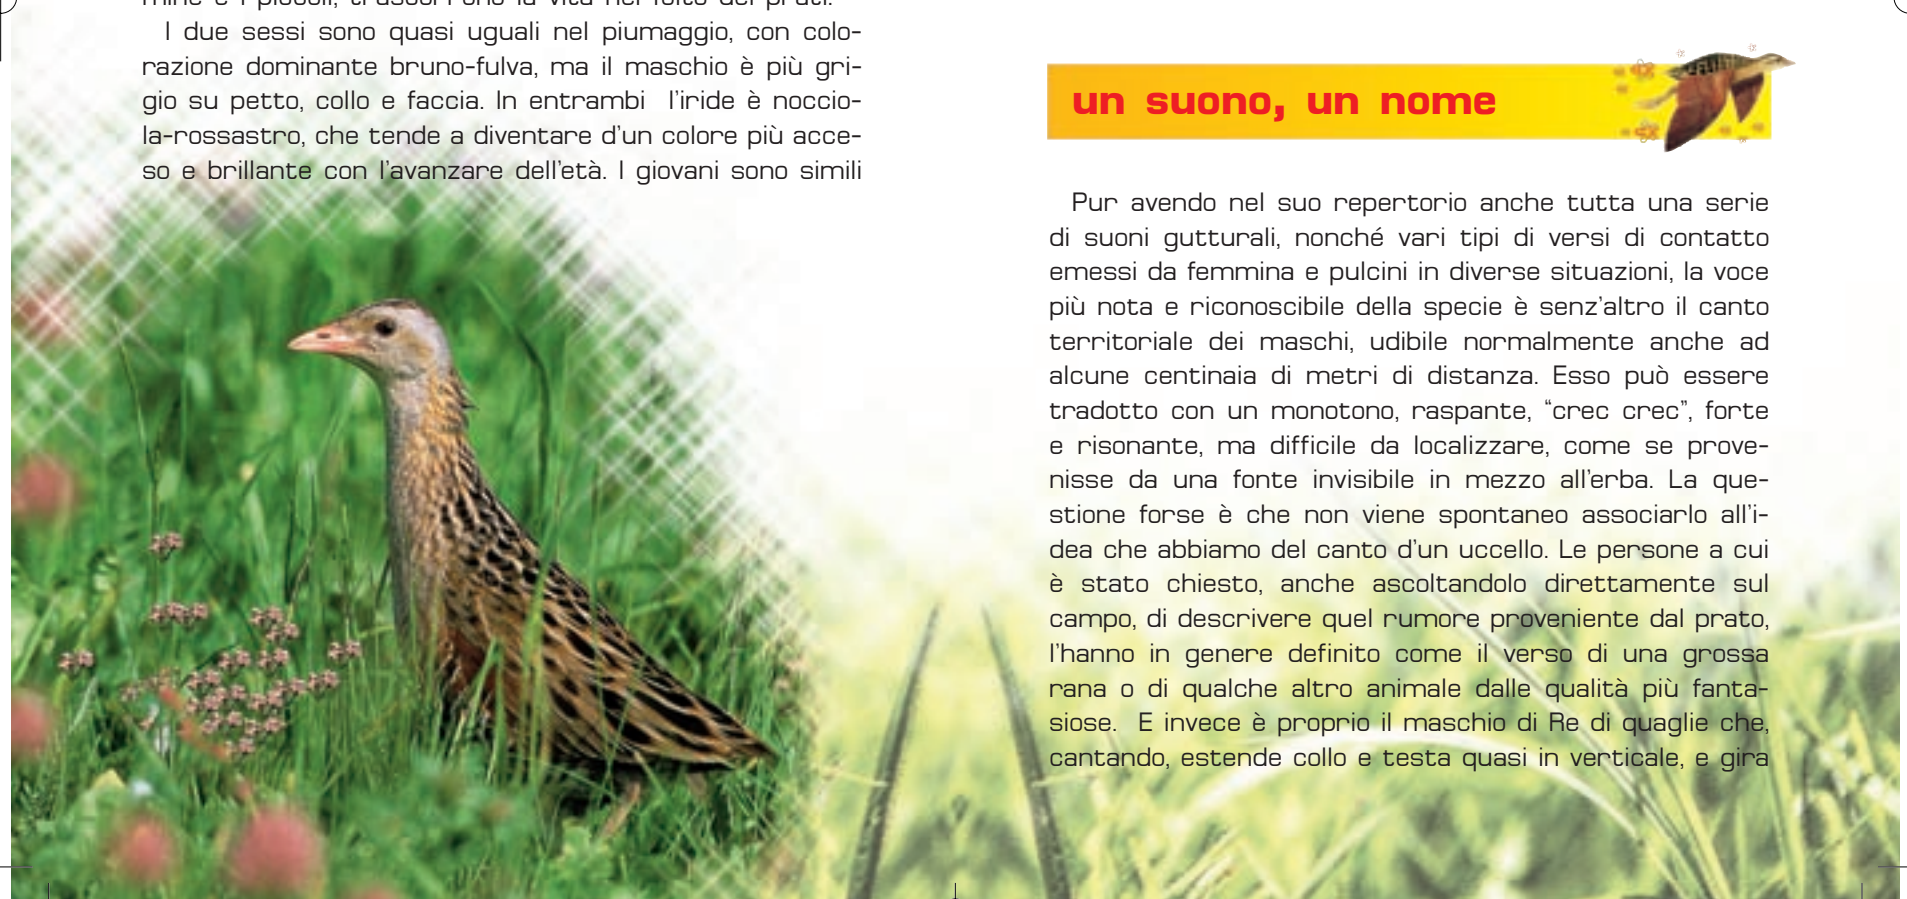 mine e i piccoli, trascorrono la vita nel folto dei prati.
I due sessi sono quasi uguali nel piumaggio, con colo-
razione dominante bruno-fulva, ma il maschio è più gri-
gio su petto, collo e faccia. In entrambi l'iride è noccio-
la-rossastro, che tende a diventare d'un colore più acce-
so e brillante con l'avanzare dell'età. I giovani sono simili
un suono, un nome
Pur avendo nel suo repertorio anche tutta una serie
di suoni gutturali, nonché vari tipi di versi di contatto
emessi da femmina e pulcini in diverse situazioni, la voce
più nota e riconoscibile della specie è senz'altro il canto
territoriale dei maschi, udibile normalmente anche ad
alcune centinaia di metri di distanza. Esso può essere
tradotto con un monotono, raspante, “crec crec”, forte
e risonante, ma difficile da localizzare, come se prove-
nisse da una fonte invisibile in mezzo all'erba. La que-
stione forse è che non viene spontaneo associarlo all'i-
dea che abbiamo del canto d'un uccello. Le persone a cui
è stato chiesto, anche ascoltandolo direttamente sul
campo, di descrivere quel rumore proveniente dal prato,
l'hanno in genere definito come il verso di una grossa
rana o di qualche altro animale dalle qualità più fanta-
siose. E invece è proprio il maschio di Re di quaglie che,
cantando, estende collo e testa quasi in verticale, e gira